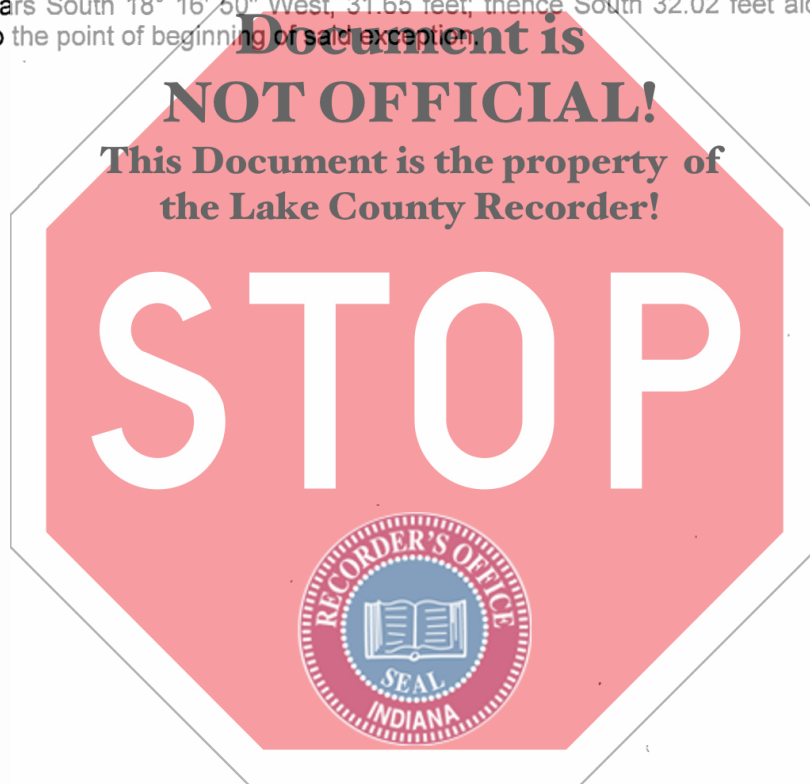 ars South 18° 16' 50" West, 31.65 feet; thence South 32.02 feet alo
o the point of beginning of said exception.
Document is
NOT OFFICIAL!
This Document is the property of
the Lake County Recorder!
STOP
RECORDER'S OFFICE
SEAL
INDIANA